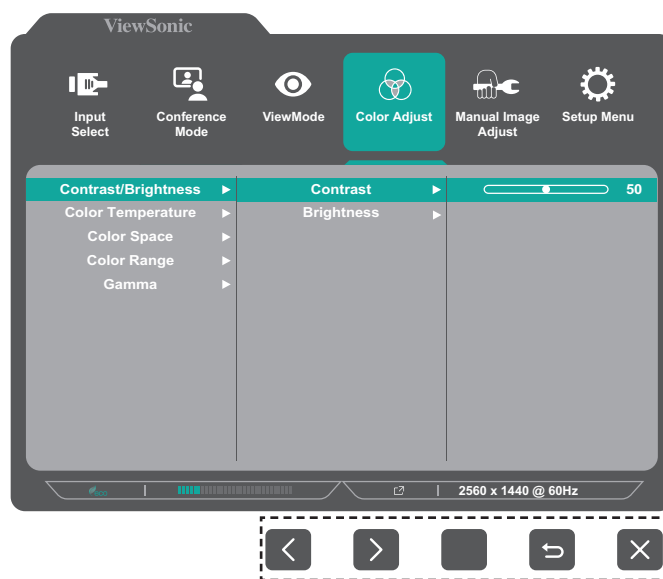 ViewSonic
Input
Select
Conference
Mode
ViewMode
Color Adjust
Manual Image
Adjust
Setup Menu
Contrast/Brightness
Contrast
50
Color Temperature
Brightness
Color Space
Color Range
Gamma
eco
2560 x 1440 @ 60Hz